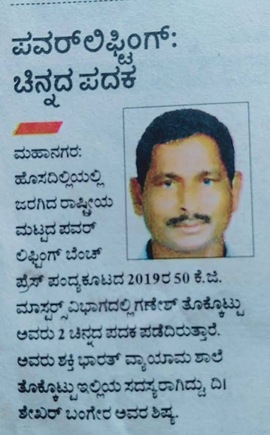 ಪವರ್‌ಲಿಫ್ಟಿಂಗ್:
ಚಿನ್ನದ ಪದಕ
ಮಹಾನಗರ:
ಹೊಸದಿಲ್ಲಿಯಲ್ಲಿ
ಜರಗಿದ ರಾಷ್ಟ್ರೀಯ
ಮಟ್ಟದ ಪವರ್
ಲಿಫ್ಟಿಂಗ್ ಬೆಂಚ್
ಪ್ರೆಸ್ ಪಂದ್ಯಕೂಟದ 2019ರ 50 ಕೆ.ಜಿ.
ಮಾಸ್ಟರ್ಸ್ ವಿಭಾಗದಲ್ಲಿ ಗಣೇಶ್ ತೊಕ್ಕೊಟ್ಟು
ಅವರು 2 ಚಿನ್ನದ ಪದಕ ಪಡೆದಿರುತ್ತಾರೆ.
ಅವರು ಶಕ್ತಿ ಭಾರತ್ ವ್ಯಾಯಾಮ ಶಾಲೆ
ತೊಕ್ಕೊಟ್ಟು ಇಲ್ಲಿಯ ಸದಸ್ಯರಾಗಿದ್ದು, ದಿ।
ಶೇಖರ್ ಬಂಗೇರ ಅವರ ಶಿಷ್ಯ.